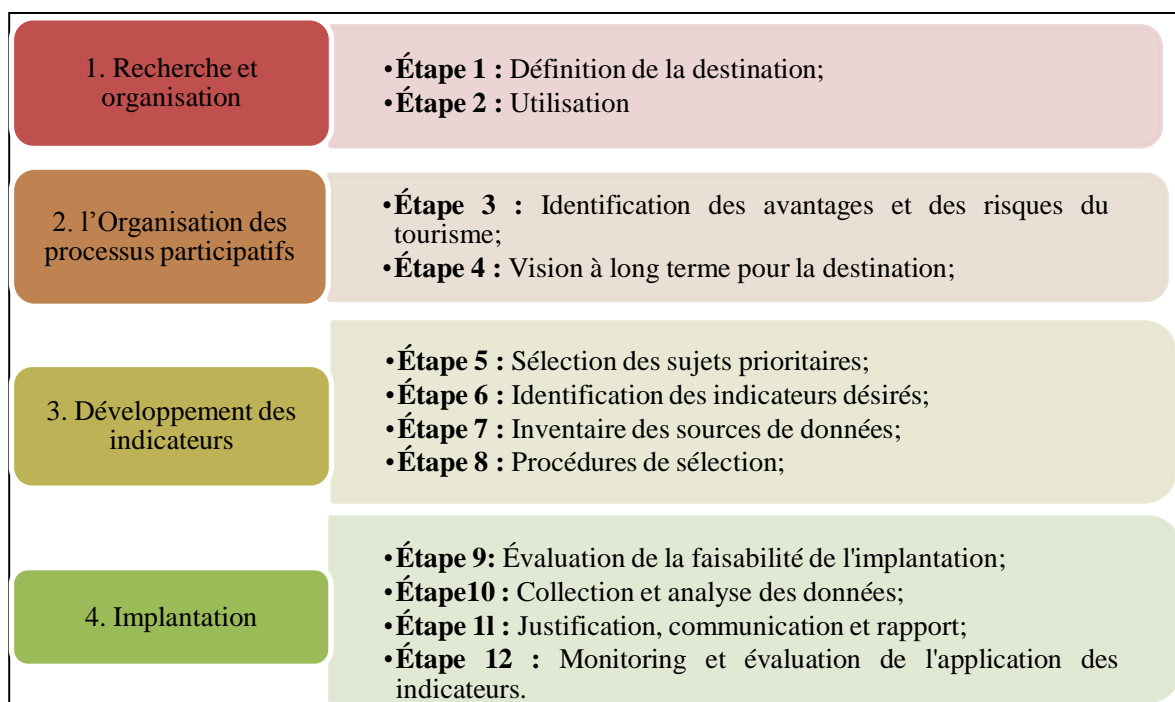 1. Recherche et
organisation
•Étape 1 : Définition de la destination;
•Étape 2 : Utilisation
2. l’Organisation des
processus participatifs
•Étape 3 : Identification des avantages et des risques du
tourisme;
•Étape 4 : Vision à long terme pour la destination;
3. Développement des
indicateurs
•Étape 5 : Sélection des sujets prioritaires;
•Étape 6 : Identification des indicateurs désirés;
•Étape 7 : Inventaire des sources de données;
•Étape 8 : Procédures de sélection;
4. Implantation
•Étape 9: Évaluation de la faisabilité de l'implantation;
•Étape10 : Collection et analyse des données;
•Étape 1l : Justification, communication et rapport;
•Étape 12 : Monitoring et évaluation de l'application des
indicateurs.